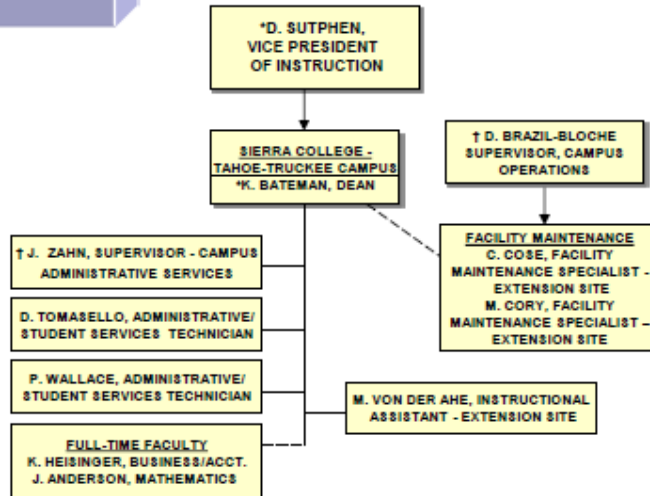 *D. SUTPHEN,
VICE PRESIDENT
OF INSTRUCTION
SIERRA COLLEGE -
TAHOE-TRUCKEE CAMPUS
*K. BATEMAN, DEAN
† D. BRAZIL-BLOCHE
SUPERVISOR, CAMPUS
OPERATIONS
FACILITY MAINTENANCE
C. COSE, FACILITY
MAINTENANCE SPECIALIST -
EXTENSION SITE
M. CORY, FACILITY
MAINTENANCE SPECIALIST –
EXTENSION SITE
† J. ZAHN, SUPERVISOR - CAMPUS
ADMINISTRATIVE SERVICES
D. TOMASELLO, ADMINISTRATIVE/
STUDENT SERVICES TECHNICIAN
P. WALLACE, ADMINISTRATIVE/
STUDENT SERVICES TECHNICIAN
M. VON DER AHE, INSTRUCTIONAL
ASSISTANT - EXTENSION SITE
FULL-TIME FACULTY
K. HEISINGER, BUSINESS/ACCT.
J. ANDERSON, MATHEMATICS